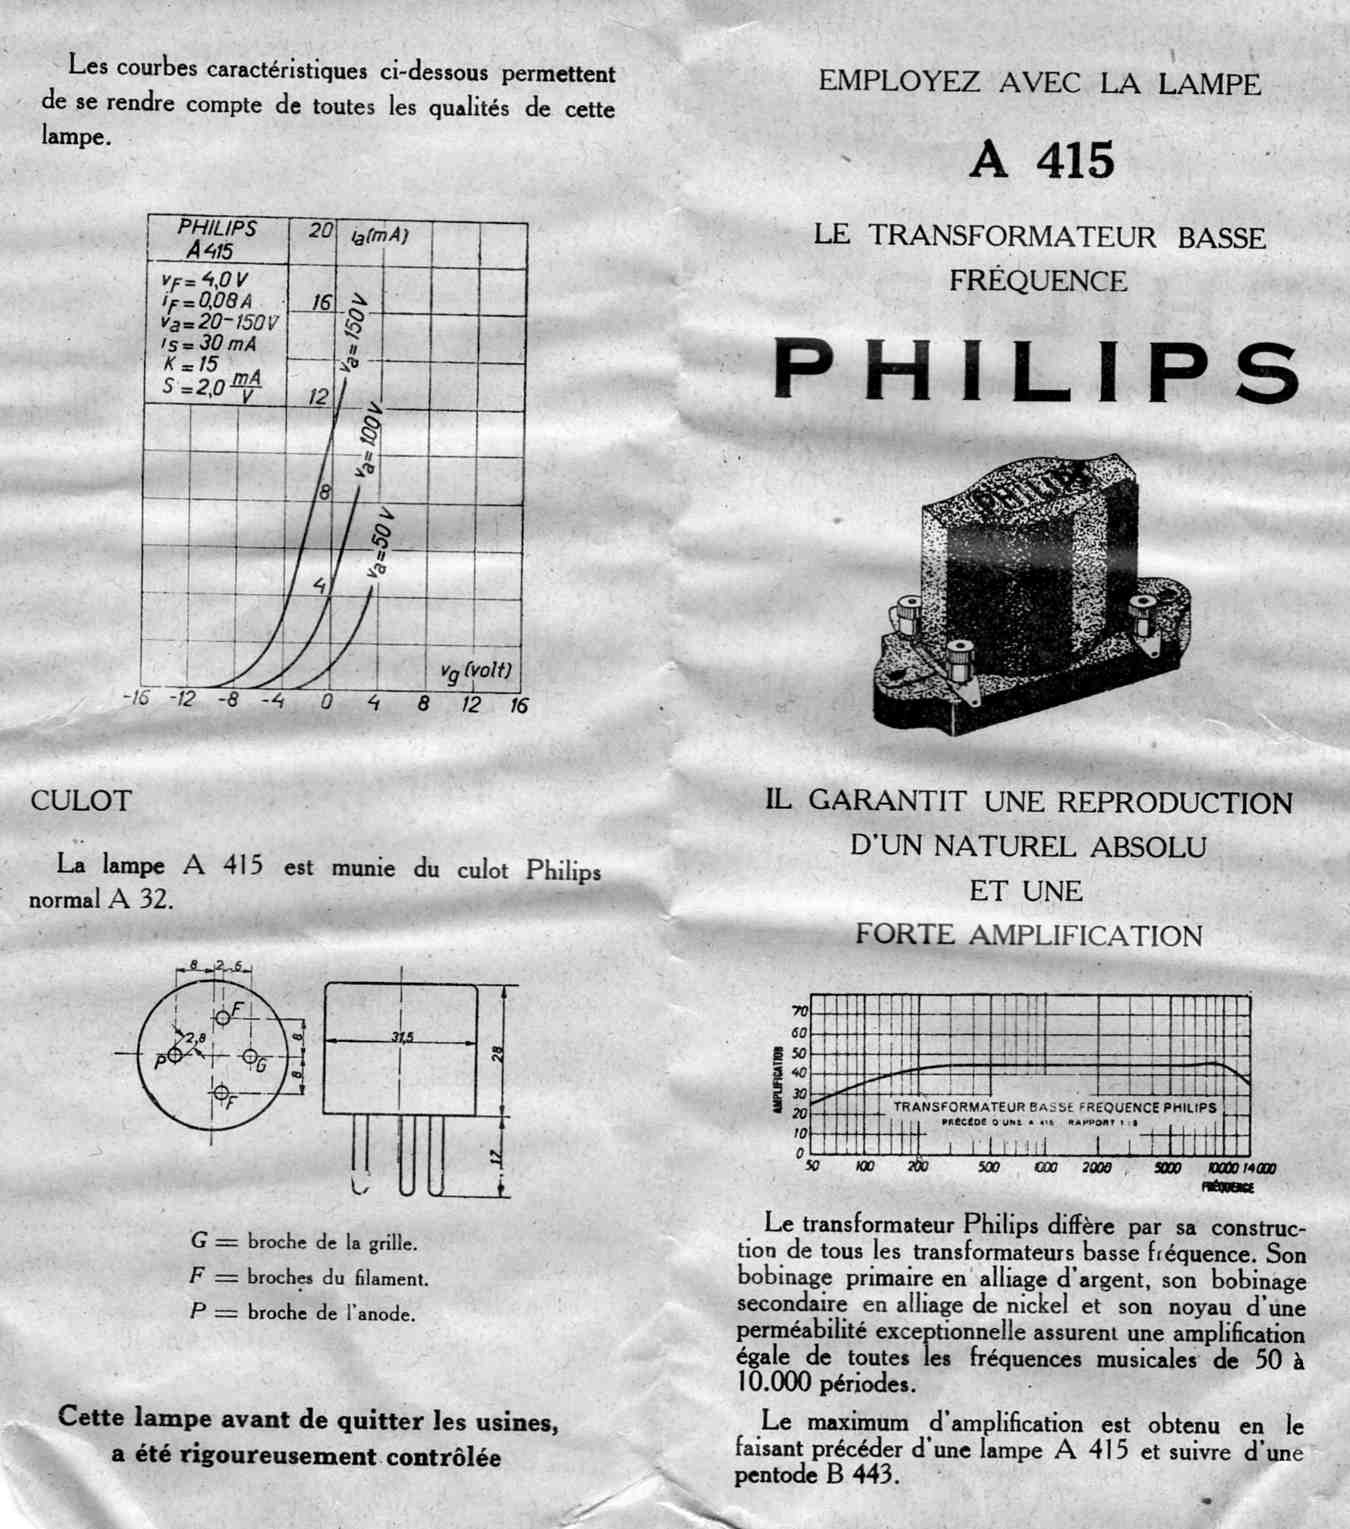 Les courbes caractéristiques ci-dessous permettent
de se rendre compte de toutes les qualités de cette
lampe.
PHILIPS
A 415
vF = 4,0 V
iF = 0,08 A
va = 20-150 V
is = 30 mA
K = 15
S = 2,0 mA/V
ia (mA)
20
16
12
8
4
va = 150 V
va = 100 V
va = 50 V
vg (volt)
-16 -12 -8 -4 0 4 8 12 16
CULOT
La lampe A 415 est munie du culot Philips
normal A 32.
8 2 6
F
2,8
P
G
F
8
8
31,5
28
17
G = broche de la grille.
F = broches du filament.
P = broche de l'anode.
Cette lampe avant de quitter les usines,
a été rigoureusement contrôlée
EMPLOYEZ AVEC LA LAMPE
A 415
LE TRANSFORMATEUR BASSE
FRÉQUENCE
PHILIPS
PHILIPS
IL GARANTIT UNE REPRODUCTION
D'UN NATUREL ABSOLU
ET UNE
FORTE AMPLIFICATION
AMPLIFICATION
70
60
50
40
30
20
10
0
TRANSFORMATEUR BASSE FREQUENCE PHILIPS
PRÉCÉDÉ D'UNE A 415 RAPPORT 1:3
50 100 200 500 1000 2000 5000 10000 14000
FRÉQUENCE
Le transformateur Philips diffère par sa construc-
tion de tous les transformateurs basse fréquence. Son
bobinage primaire en alliage d'argent, son bobinage
secondaire en alliage de nickel et son noyau d'une
perméabilité exceptionnelle assurent une amplification
égale de toutes les fréquences musicales de 50 à
10.000 périodes.
Le maximum d'amplification est obtenu en le
faisant précéder d'une lampe A 415 et suivre d'une
pentode B 443.